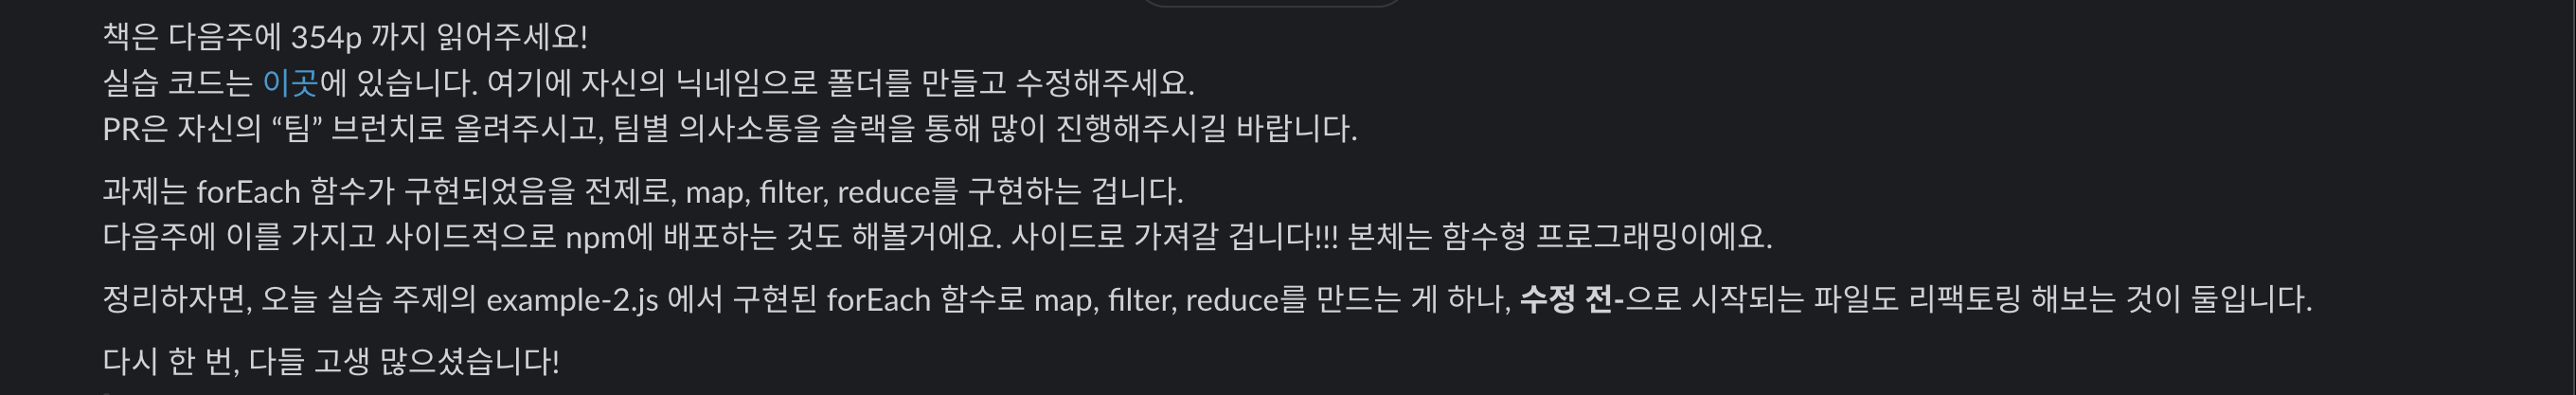 책은 다음주에 354p 까지 읽어주세요!
실습 코드는 이곳에 있습니다. 여기에 자신의 닉네임으로 폴더를 만들고 수정해주세요.
PR은 자신의 “팀” 브런치로 올려주시고, 팀별 의사소통을 슬랙을 통해 많이 진행해주시길 바랍니다.
과제는 forEach 함수가 구현되었음을 전제로, map, filter, reduce를 구현하는 겁니다.
다음주에 이를 가지고 사이드적으로 npm에 배포하는 것도 해볼거에요. 사이드로 가져갈 겁니다!!! 본체는 함수형 프로그래밍이에요.
정리하자면, 오늘 실습 주제의 example-2.js 에서 구현된 forEach 함수로 map, filter, reduce를 만드는 게 하나, 수정 전-으로 시작되는 파일도 리팩토링 해보는 것이 둘입니다.
다시 한 번, 다들 고생 많으셨습니다!